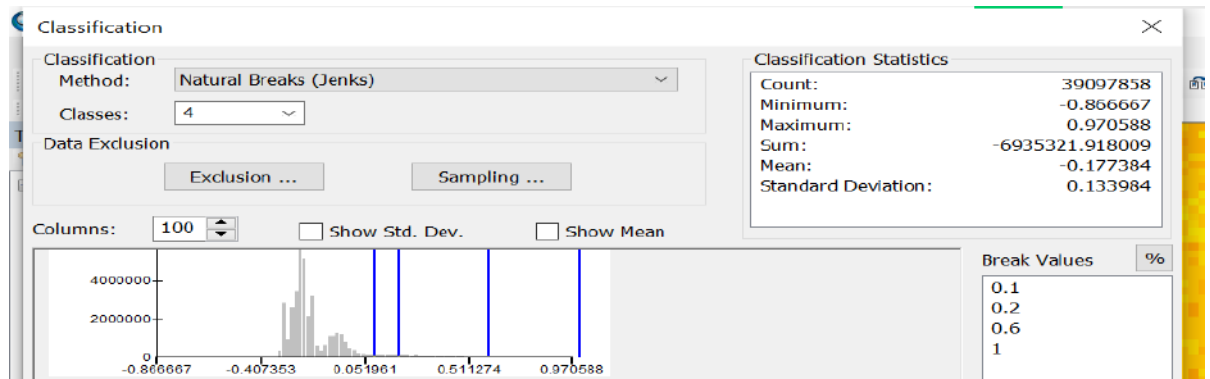 Classification
Classification
Method: Natural Breaks (Jenks)
Classes: 4
Data Exclusion
Exclusion ...
Sampling ...
Classification Statistics
Count: 39097858
Minimum: -0.866667
Maximum: 0.970588
Sum: -6935321.918009
Mean: -0.177384
Standard Deviation: 0.133984
Columns: 100
Show Std. Dev.
Show Mean
4000000
2000000
0
-0.866667 -0.407353 0.051961 0.511274 0.970588
Break Values %
0.1
0.2
0.6
1